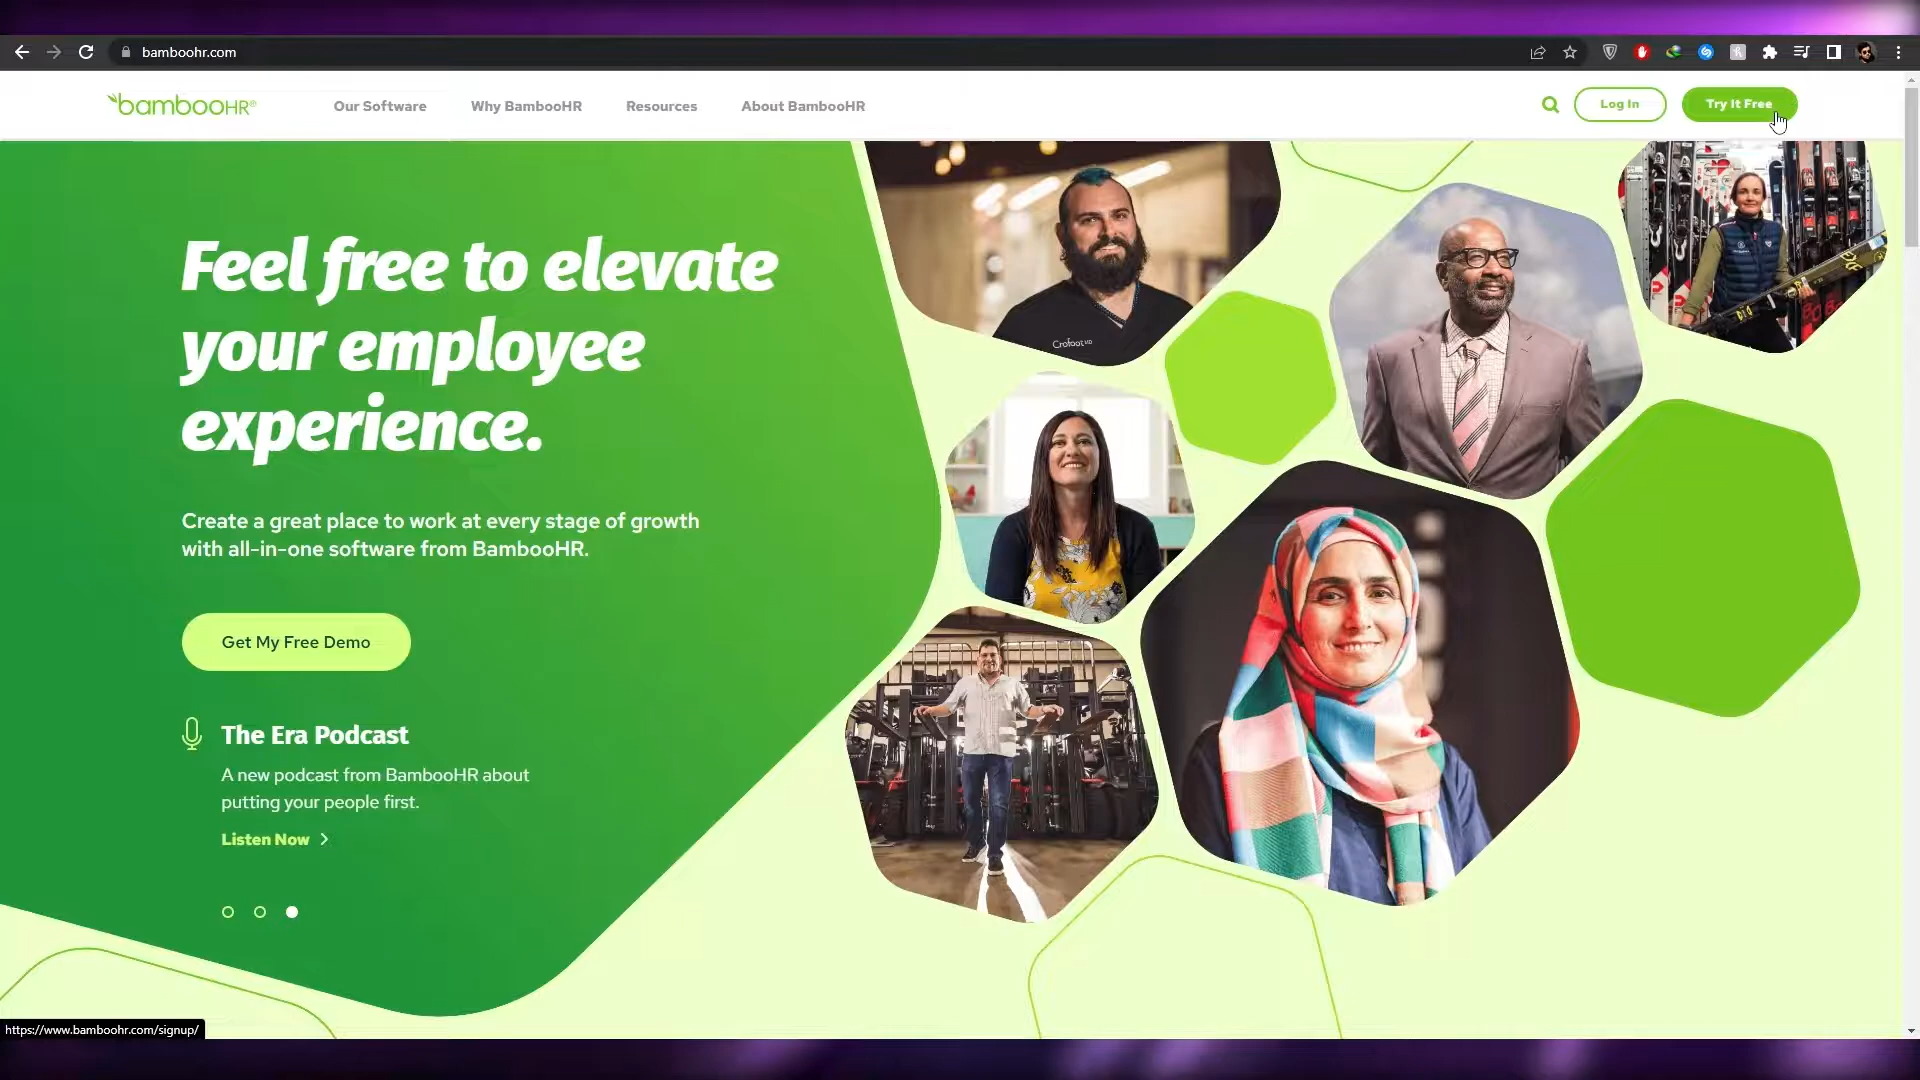 bamboohr.com
bambooHR®
Our Software
Why BambooHR
Resources
About BambooHR
Log In
Try It Free
Feel free to elevate
your employee
experience.
Create a great place to work at every stage of growth
with all-in-one software from BambooHR.
Get My Free Demo
The Era Podcast
A new podcast from BambooHR about
putting your people first.
Listen Now
Crofoot MD
https://www.bamboohr.com/signup/